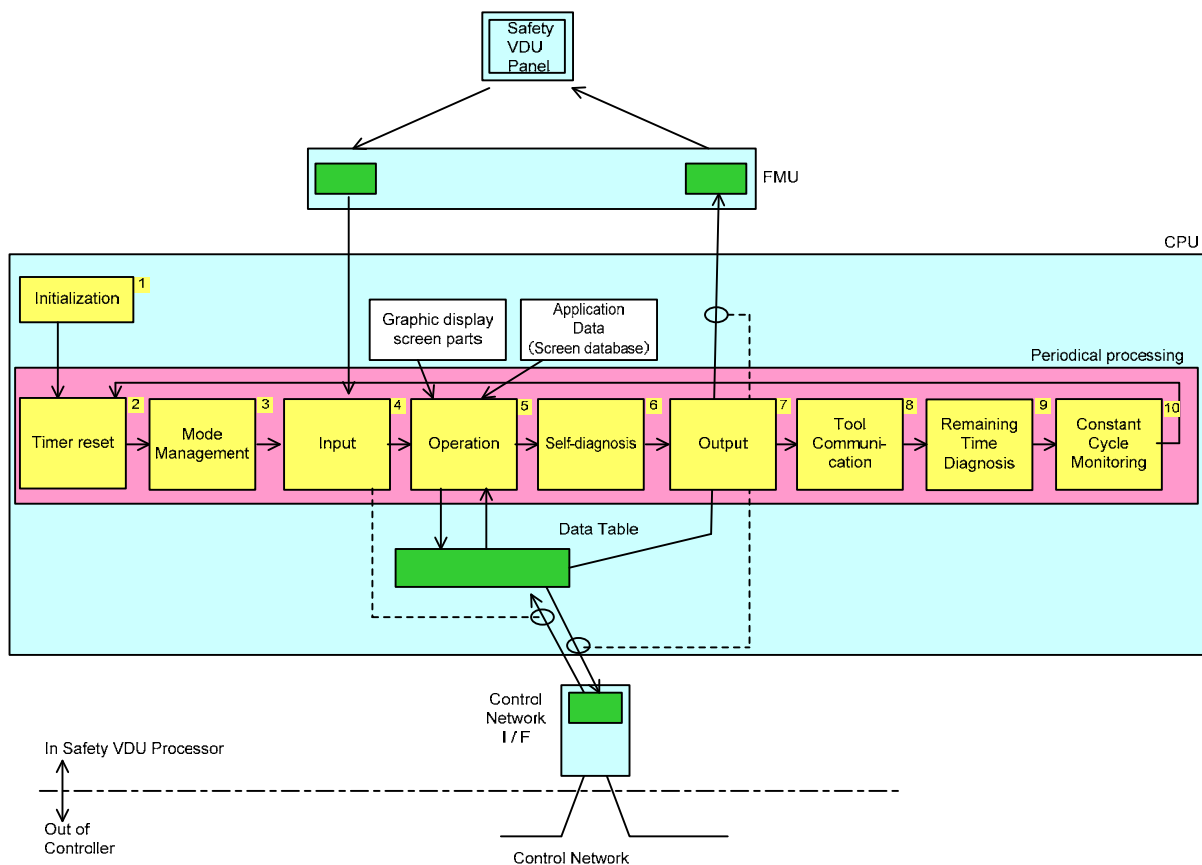 Safety
VDU
Panel
FMU
CPU
Initialization
1
Graphic display
screen parts
Application
Data
(Screen database)
Periodical processing
Timer reset
2
Mode
Management
3
Input
4
Operation
5
Self-diagnosis
6
Output
7
Tool
Communi-
cation
8
Remaining
Time
Diagnosis
9
Constant
Cycle
Monitoring
10
Data Table
Control
Network
I / F
In Safety VDU Processor
Out of
Controller
Control Network